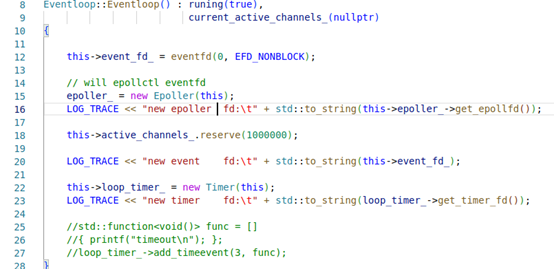 8 Eventloop::Eventloop() : runing(true),
9 current_active_channels_(nullptr)
10 {
11
12 this->event_fd_ = eventfd(0, EFD_NONBLOCK);
13
14 // will epollctl eventfd
15 epoller_ = new Epoller(this);
16 LOG_TRACE << "new epoller  fd:\t" + std::to_string(this->epoller_->get_epollfd());
17
18 this->active_channels_.reserve(1000000);
19
20 LOG_TRACE << "new event   fd:\t" + std::to_string(this->event_fd_);
21
22 this->loop_timer_ = new Timer(this);
23 LOG_TRACE << "new timer   fd:\t" + std::to_string(loop_timer_->get_timer_fd());
24
25 //std::function<void()> func = []
26 //{ printf("timeout\n"); };
27 //loop_timer_->add_timeevent(3, func);
28 }